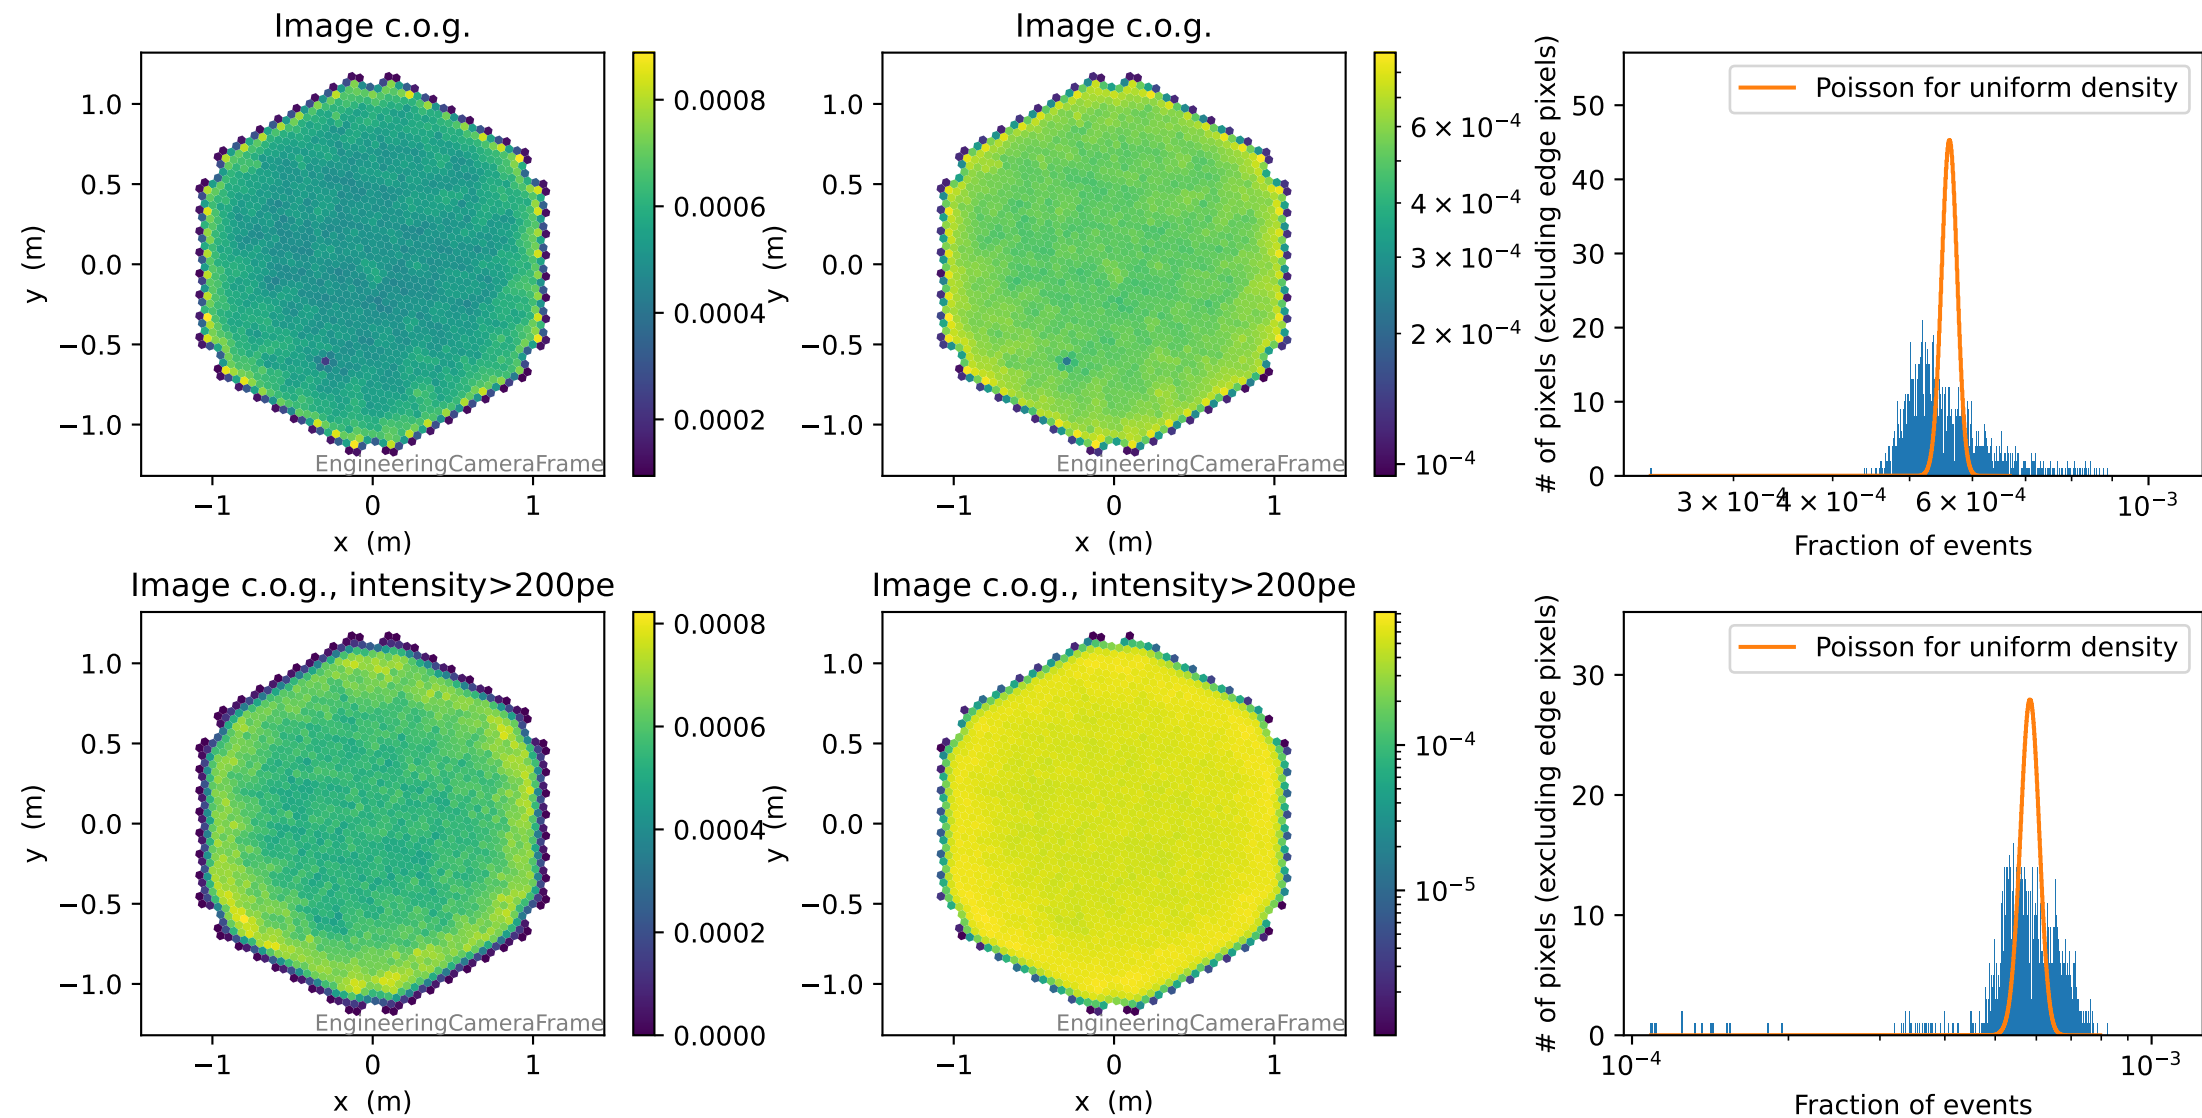 Image c.o.g.
1.0
0.5
0.0
−0.5
−1.0
y (m)
−1 0 1
x (m)
EngineeringCameraFrame
0.0008
0.0006
0.0004
0.0002
Image c.o.g.
1.0
0.5
0.0
−0.5
−1.0
y (m)
−1 0 1
x (m)
EngineeringCameraFrame
6 × 10⁻⁴
4 × 10⁻⁴
3 × 10⁻⁴
2 × 10⁻⁴
10⁻⁴
# of pixels (excluding edge pixels)
50
40
30
20
10
0
Poisson for uniform density
3 × 10⁻⁴ 4 × 10⁻⁴ 6 × 10⁻⁴ 10⁻³
Fraction of events
Image c.o.g., intensity>200pe
1.0
0.5
0.0
−0.5
−1.0
y (m)
−1 0 1
x (m)
EngineeringCameraFrame
0.0008
0.0006
0.0004
0.0002
0.0000
Image c.o.g., intensity>200pe
1.0
0.5
0.0
−0.5
−1.0
y (m)
−1 0 1
x (m)
EngineeringCameraFrame
10⁻⁴
10⁻⁵
# of pixels (excluding edge pixels)
30
20
10
0
Poisson for uniform density
10⁻⁴ 10⁻³
Fraction of events